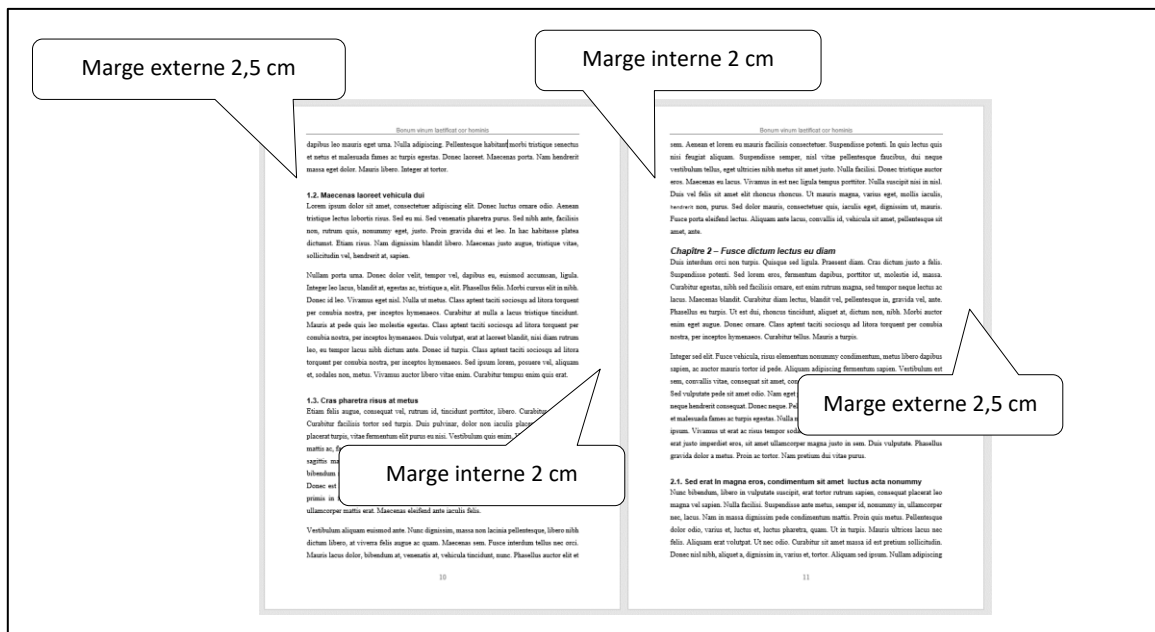 Marge externe 2,5 cm
Marge interne 2 cm
Bonum vinum laetificat cor hominis
dapibus leo mauris eget urna. Nulla adipiscing. Pellentesque habitant morbi tristique senectus
et netus et malesuada fames ac turpis egestas. Donec laoreet. Maecenas porta. Nam hendrerit
massa eget dolor. Mauris libero. Integer at tortor.
1.2. Maecenas laoreet vehicula dui
Lorem ipsum dolor sit amet, consectetuer adipiscing elit. Donec luctus ornare odio. Aenean
tristique lectus lobortis risus. Sed eu mi. Sed venenatis pharetra purus. Sed nibh ante, facilisis
non, rutrum quis, nonummy eget, justo. Proin gravida dui et leo. In hac habitasse platea
dictumst. Etiam risus. Nam dignissim blandit libero. Maecenas justo augue, tristique vitae,
sollicitudin vel, hendrerit at, sapien.
Nullam porta urna. Donec dolor velit, tempor vel, dapibus eu, euismod accumsan, ligula.
Integer leo lacus, blandit at, egestas ac, tristique a, elit. Phasellus felis. Morbi cursus elit in nibh.
Donec id leo. Vivamus eget nisl. Nulla ut metus. Class aptent taciti sociosqu ad litora torquent
per conubia nostra, per inceptos hymenaeos. Curabitur at nulla a lacus tristique tincidunt.
Mauris at pede quis leo molestie egestas. Class aptent taciti sociosqu ad litora torquent per
conubia nostra, per inceptos hymenaeos. Duis volutpat, erat at laoreet blandit, nisi diam rutrum
leo, eu tempor lacus nibh dictum ante. Donec id turpis. Class aptent taciti sociosqu ad litora
torquent per conubia nostra, per inceptos hymenaeos. Sed ipsum lorem, posuere vel, aliquam
et, sodales non, metus. Vivamus auctor libero vitae enim. Curabitur tempus enim quis erat.
1.3. Cras pharetra risus at metus
Etiam felis augue, consequat vel, rutrum id, tincidunt porttitor, libero.
Curabitur facilisis tortor sed turpis. Duis pulvinar, dolor non iaculis
placerat turpis, vitae fermentum elit purus eu nisi. Vestibulum quis enim.
mattis ac,
sagittis
bibendum
Donec est
primis in
ullamcorper mattis erat. Maecenas eleifend ante iaculis felis.
Vestibulum aliquam euismod ante. Nunc dignissim, massa non lacinia pellentesque, libero nibh
dictum libero, at viverra felis augue ac quam. Maecenas sem. Fusce interdum tellus nec orci.
Mauris lacus dolor, bibendum at, venenatis at, vehicula tincidunt, nunc. Phasellus auctor elit et
10
Marge interne 2 cm
Bonum vinum laetificat cor hominis
sem. Aenean et lorem eu mauris facilisis consectetuer. Suspendisse potenti. In quis lectus quis
nisi feugiat aliquam. Suspendisse semper, nisl vitae pellentesque faucibus, dui neque
vestibulum tellus, eget ultricies nibh metus sit amet justo. Nulla facilisi. Donec tristique auctor
eros. Maecenas eu lacus. Vivamus in est nec ligula tempus porttitor. Nulla suscipit nisi in nisl.
Duis vel felis sit amet elit rhoncus rhoncus. Ut mauris magna, varius eget, mollis iaculis,
hendrerit non, purus. Sed dolor mauris, consectetuer quis, iaculis eget, dignissim ut, mauris.
Fusce porta eleifend lectus. Aliquam ante lacus, convallis id, vehicula sit amet, pellentesque sit
amet, ante.
Chapître 2 – Fusce dictum lectus eu diam
Duis interdum orci non turpis. Quisque sed ligula. Praesent diam. Cras dictum justo a felis.
Suspendisse potenti. Sed lorem eros, fermentum dapibus, porttitor ut, molestie id, massa.
Curabitur egestas, nibh sed facilisis ornare, est enim rutrum magna, sed tempor neque lectus ac
lacus. Maecenas blandit. Curabitur diam lectus, blandit vel, pellentesque in, gravida vel, ante.
Phasellus eu turpis. Ut est dui, rhoncus tincidunt, aliquet at, dictum non, nibh. Morbi auctor
enim eget augue. Donec ornare. Class aptent taciti sociosqu ad litora torquent per conubia
nostra, per inceptos hymenaeos. Curabitur tellus. Mauris a turpis.
Integer sed elit. Fusce vehicula, risus elementum nonummy condimentum, metus libero dapibus
sapien, ac auctor mauris tortor id pede. Aliquam adipiscing fermentum sapien. Vestibulum est
sem, convallis vitae, consequat sit amet,
Sed vulputate pede sit amet odio. Nam eget
neque hendrerit consequat. Donec neque.
et malesuada fames ac turpis egestas. Nulla
ipsum. Vivamus ut erat ac risus tempor
erat justo imperdiet eros, sit amet ullamcorper magna justo in sem. Duis vulputate. Phasellus
gravida dolor a metus. Proin ac tortor. Nam pretium dui vitae purus.
Marge externe 2,5 cm
2.1. Sed erat In magna eros, condimentum sit amet luctus acta nonummy
Nunc bibendum, libero in vulputate suscipit, erat tortor rutrum sapien, consequat placerat leo
magna vel sapien. Nulla facilisi. Suspendisse ante metus, semper id, nonummy in, ullamcorper
nec, lacus. Nam in massa dignissim pede condimentum mattis. Proin quis metus. Pellentesque
dolor odio, varius et, luctus et, luctus pharetra, quam. Ut in turpis. Mauris ultrices lacus nec
felis. Aliquam erat volutpat. Ut nec odio. Curabitur sit amet massa id est pretium sollicitudin.
Donec nisl nibh, aliquet a, dignissim in, varius et, tortor. Aliquam sed ipsum. Nullam adipiscing
11